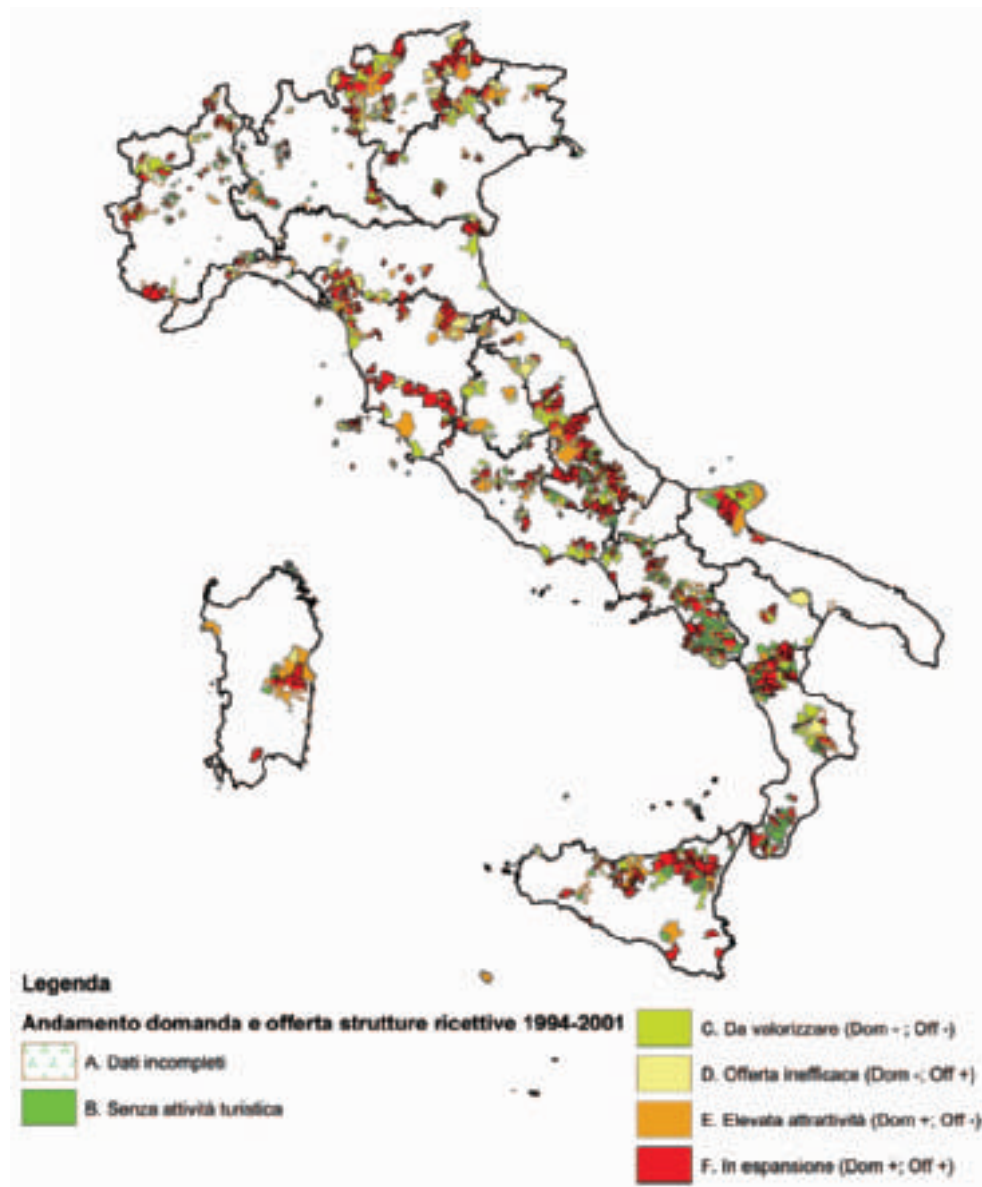 Legenda
Andamento domanda e offerta strutture ricettive 1994-2001
A. Dati incompleti
B. Senza attività turistica
C. Da valorizzare (Dom - ; Off -)
D. Offerta inefficace (Dom -; Off +)
E. Elevata attrattività (Dom +; Off -)
F. In espansione (Dom +; Off +)